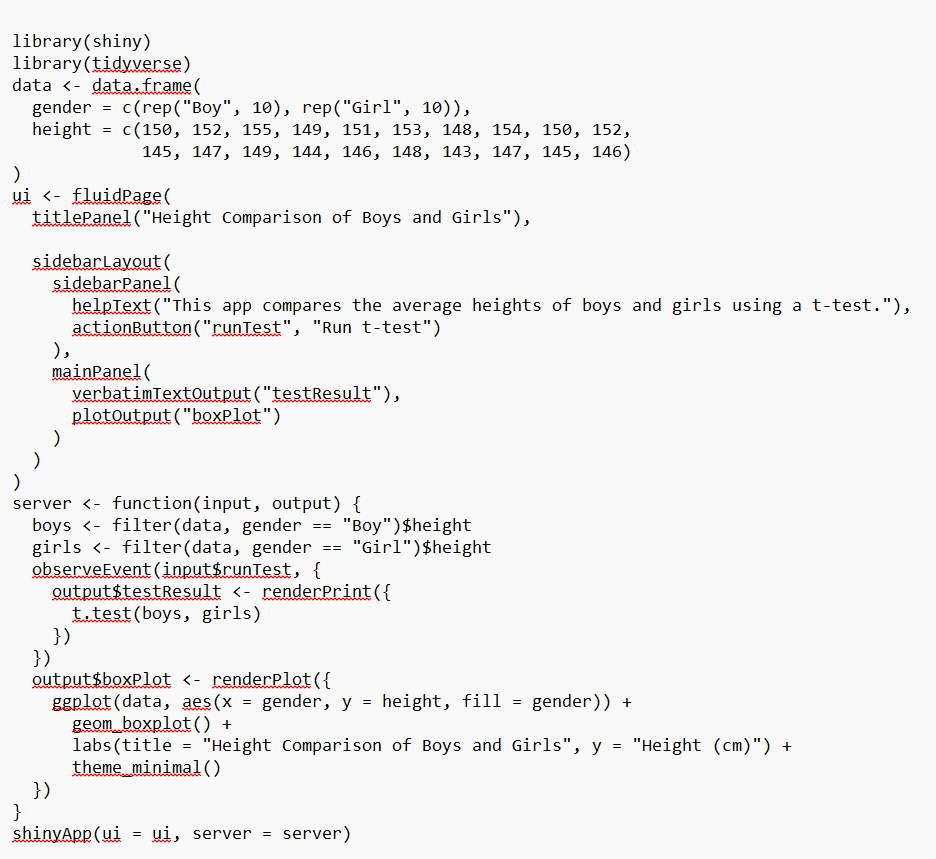 library(shiny)
library(tidyverse)
data <- data.frame(
  gender = c(rep("Boy", 10), rep("Girl", 10)),
  height = c(150, 152, 155, 149, 151, 153, 148, 154, 150, 152,
             145, 147, 149, 144, 146, 148, 143, 147, 145, 146)
)
ui <- fluidPage(
  titlePanel("Height Comparison of Boys and Girls"),

  sidebarLayout(
    sidebarPanel(
      helpText("This app compares the average heights of boys and girls using a t-test."),
      actionButton("runTest", "Run t-test")
    ),
    mainPanel(
      verbatimTextOutput("testResult"),
      plotOutput("boxPlot")
    )
  )
)
server <- function(input, output) {
  boys <- filter(data, gender == "Boy")$height
  girls <- filter(data, gender == "Girl")$height
  observeEvent(input$runTest, {
    output$testResult <- renderPrint({
      t.test(boys, girls)
    })
  })
  output$boxPlot <- renderPlot({
    ggplot(data, aes(x = gender, y = height, fill = gender)) +
      geom_boxplot() +
      labs(title = "Height Comparison of Boys and Girls", y = "Height (cm)") +
      theme_minimal()
  })
}
shinyApp(ui = ui, server = server)